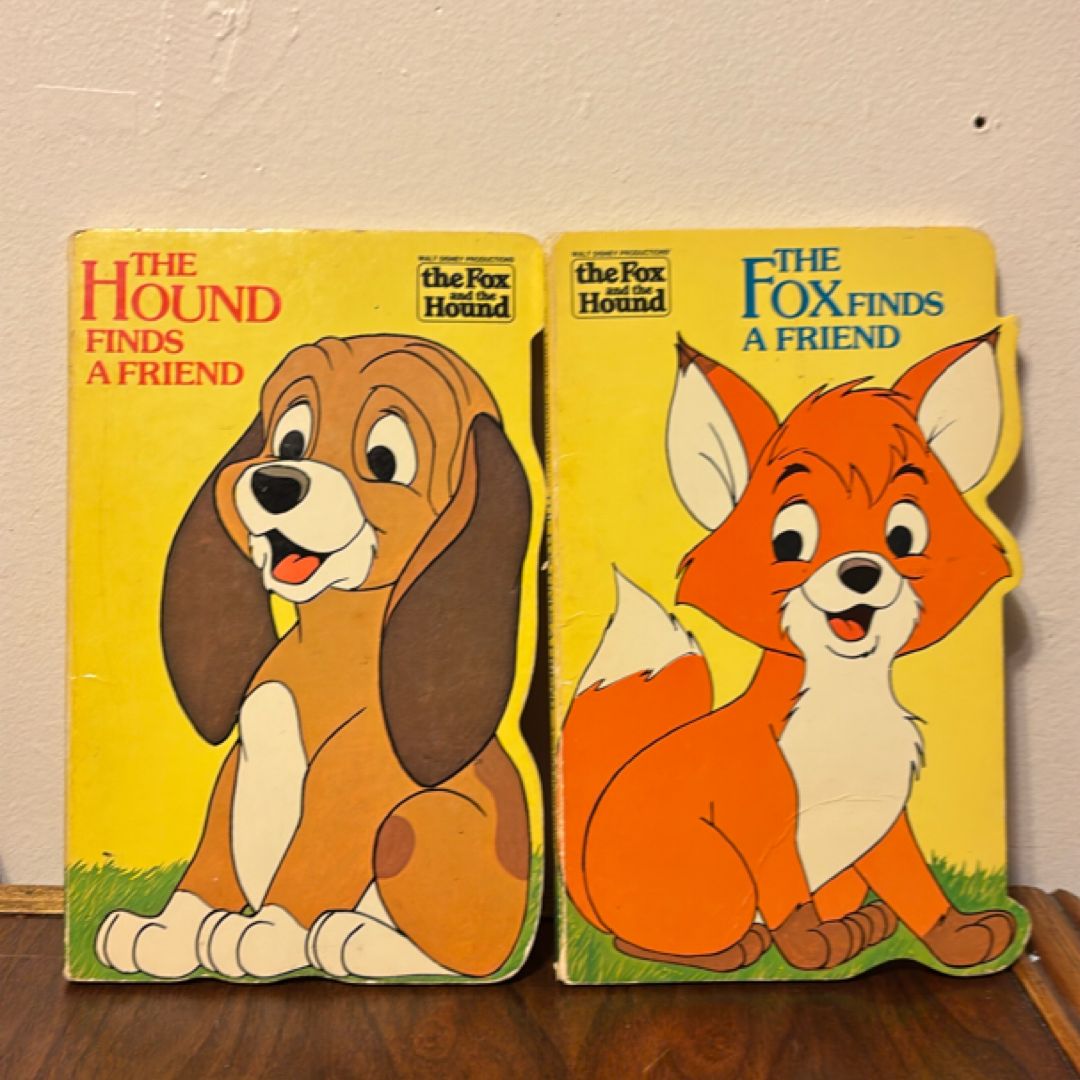 THE
HOUND
FINDS
A FRIEND
WALT DISNEY PRODUCTIONS'
the Fox
and the
Hound
WALT DISNEY PRODUCTIONS'
the Fox
and the
Hound
THE
FOX FINDS
A FRIEND